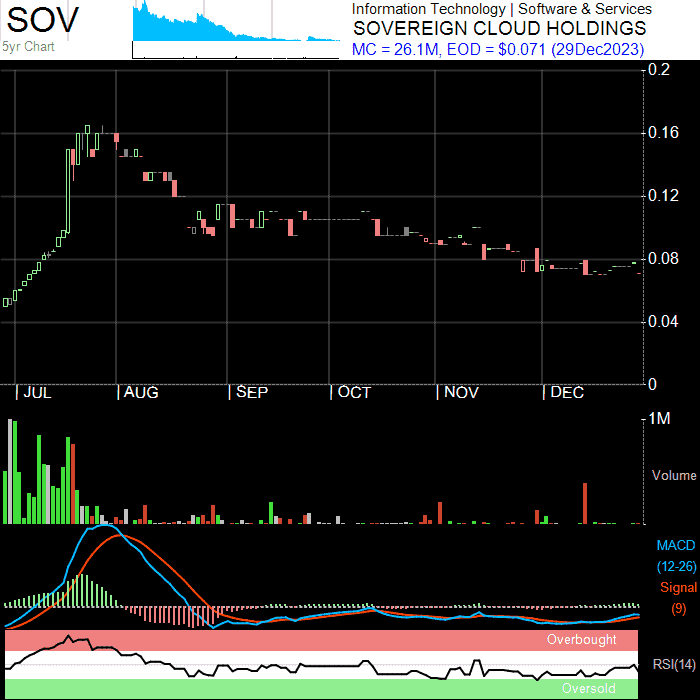 SOV
5yr Chart
Information Technology | Software & Services
SOVEREIGN CLOUD HOLDINGS
MC = 26.1M, EOD = $0.071 (29Dec2023)
0.2
0.16
0.12
0.08
0.04
0
| JUL | AUG | SEP | OCT | NOV | DEC
1M
Volume
MACD
(12-26)
Signal
(9)
Overbought
RSI(14)
Oversold